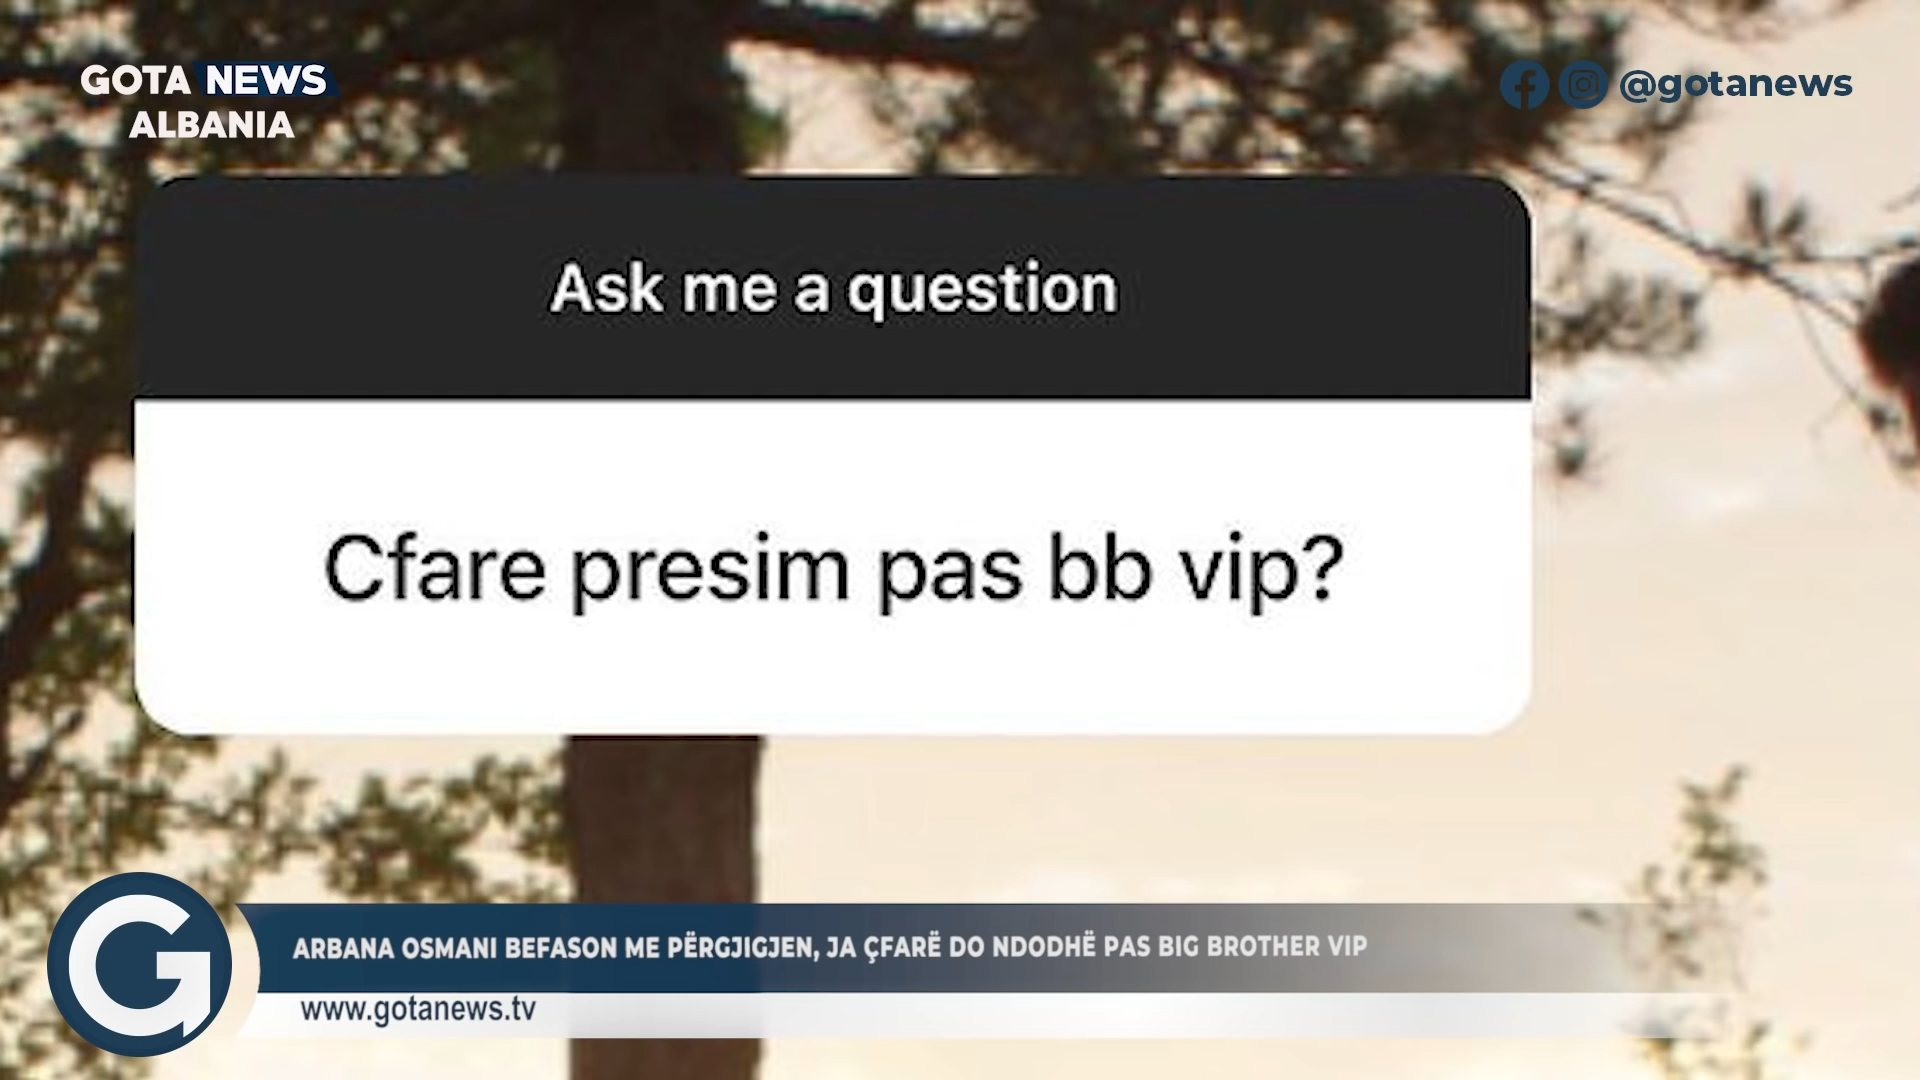 GOTA NEWS
ALBANIA
@gotanews
Ask me a question
Cfare presim pas bb vip?
ARBANA OSMANI BEFASON ME PËRGJIGJEN, JA ÇFARË DO NDODHË PAS BIG BROTHER VIP
www.gotanews.tv